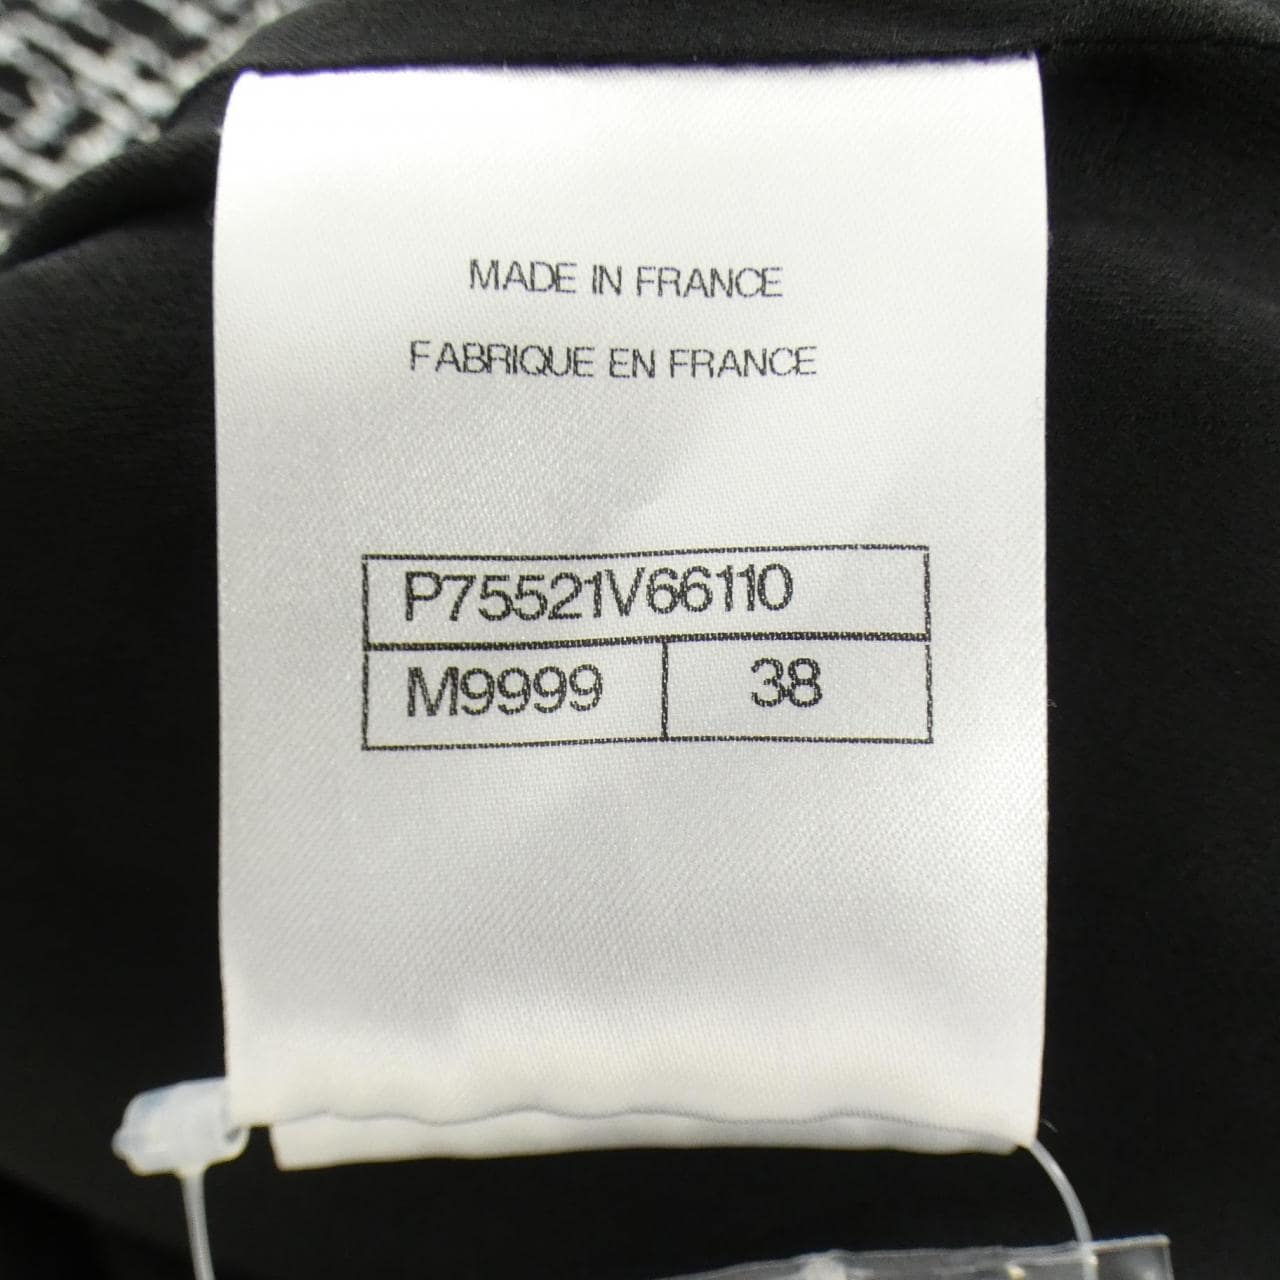 MADE IN FRANCE
FABRIQUE EN FRANCE
P75521V66110
M9999 38